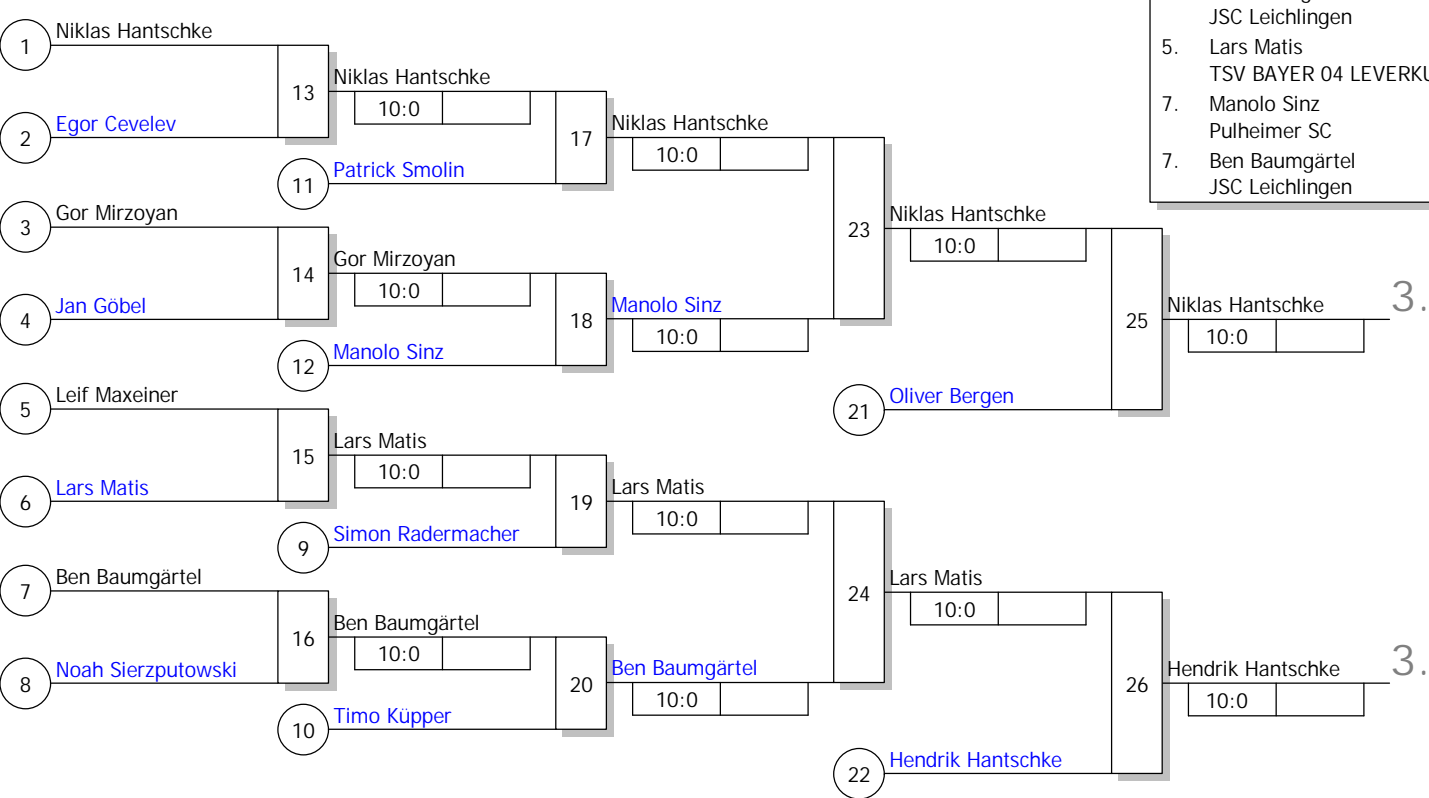 JSC Leichlingen
5. Lars Matis
TSV BAYER 04 LEVERKU
7. Manolo Sinz
Pulheimer SC
7. Ben Baumgärtel
JSC Leichlingen
1 Niklas Hantschke
13 Niklas Hantschke
10:0
2 Egor Cevelev
17 Niklas Hantschke
10:0
11 Patrick Smolin
3 Gor Mirzoyan
23 Niklas Hantschke
10:0
14 Gor Mirzoyan
10:0
4 Jan Göbel
18 Manolo Sinz
10:0
25 Niklas Hantschke 3.
10:0
12 Manolo Sinz
5 Leif Maxeiner
21 Oliver Bergen
15 Lars Matis
10:0
6 Lars Matis
19 Lars Matis
10:0
9 Simon Radermacher
7 Ben Baumgärtel
24 Lars Matis
10:0
16 Ben Baumgärtel
10:0
8 Noah Sierzputowski
20 Ben Baumgärtel
10:0
26 Hendrik Hantschke 3.
10:0
10 Timo Küpper
22 Hendrik Hantschke